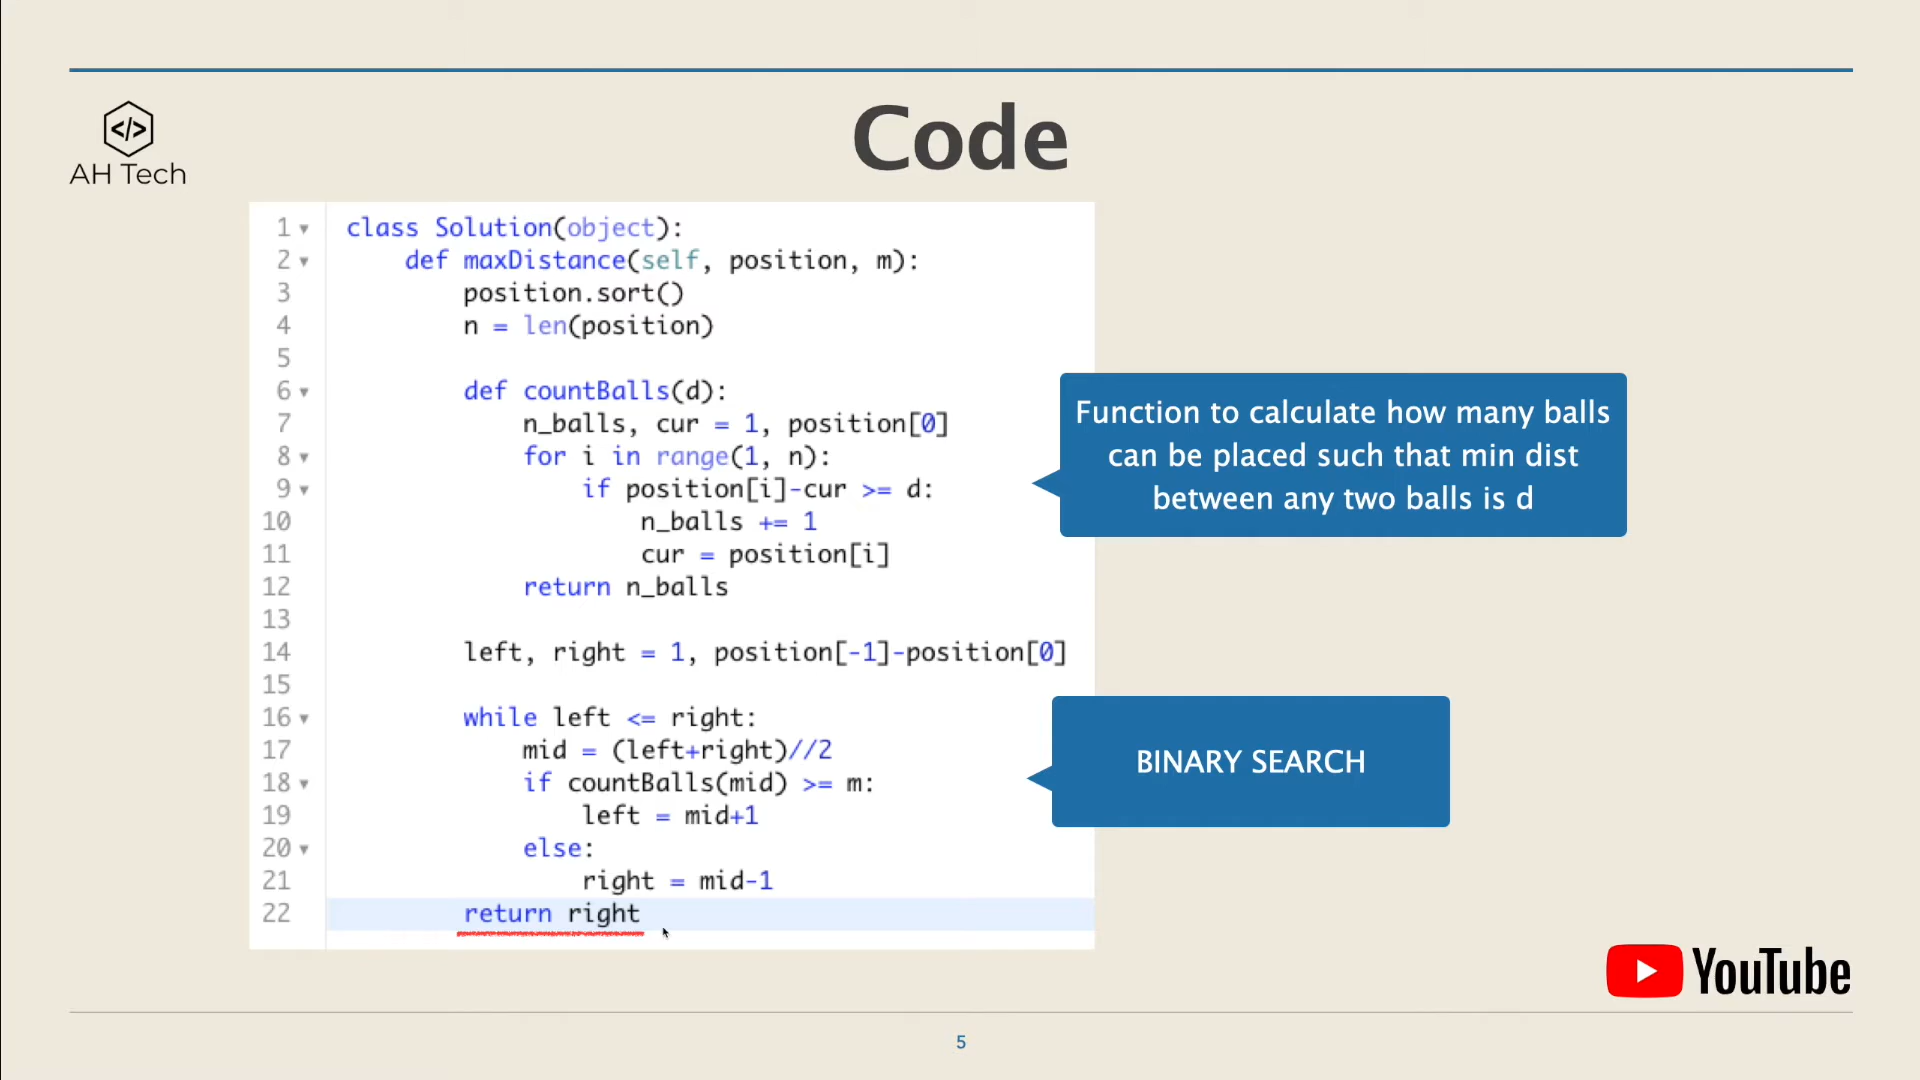 Code
</>
AH Tech
1 class Solution(object):
2 def maxDistance(self, position, m):
3 position.sort()
4 n = len(position)
5
6 def countBalls(d):
7 n_balls, cur = 1, position[0]
8 for i in range(1, n):
9 if position[i]-cur >= d:
10 n_balls += 1
11 cur = position[i]
12 return n_balls
13
14 left, right = 1, position[-1]-position[0]
15
16 while left <= right:
17 mid = (left+right)//2
18 if countBalls(mid) >= m:
19 left = mid+1
20 else:
21 right = mid-1
22 return right
Function to calculate how many balls
can be placed such that min dist
between any two balls is d
BINARY SEARCH
YouTube
5